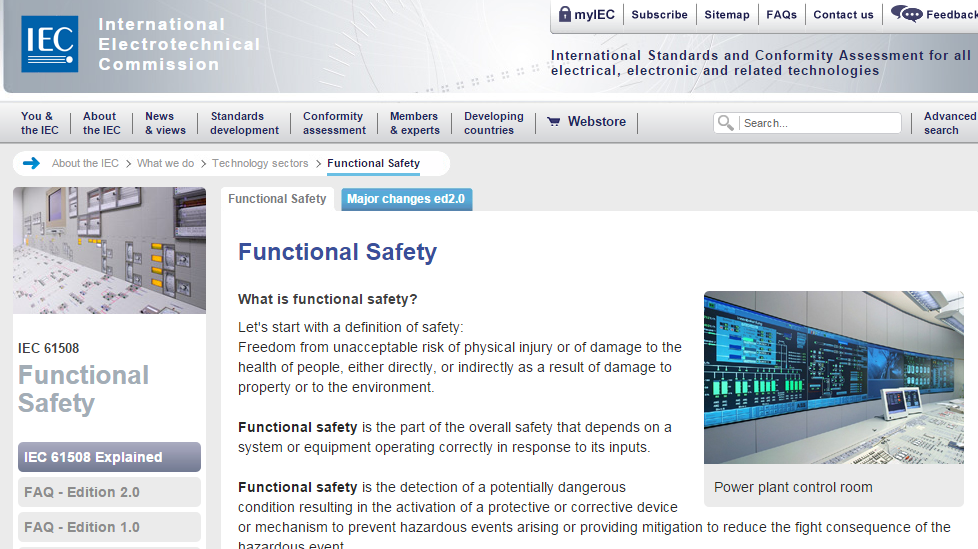 IEC
International
Electrotechnical
Commission
myIEC
Subscribe
Sitemap
FAQs
Contact us
Feedback
International Standards and Conformity Assessment for all
electrical, electronic and related technologies
You &
the IEC
About
the IEC
News
& views
Standards
development
Conformity
assessment
Members
& experts
Developing
countries
Webstore
Search...
Advanced
search
About the IEC > What we do > Technology sectors > Functional Safety
Functional Safety
Major changes ed2.0
IEC 61508
Functional
Safety
IEC 61508 Explained
FAQ - Edition 2.0
FAQ - Edition 1.0
Functional Safety
What is functional safety?
Let's start with a definition of safety:
Freedom from unacceptable risk of physical injury or of damage to the
health of people, either directly, or indirectly as a result of damage to
property or to the environment.
Functional safety is the part of the overall safety that depends on a
system or equipment operating correctly in response to its inputs.
Functional safety is the detection of a potentially dangerous
condition resulting in the activation of a protective or corrective device
or mechanism to prevent hazardous events arising or providing mitigation to reduce the fight consequence of the
hazardous event.
Power plant control room